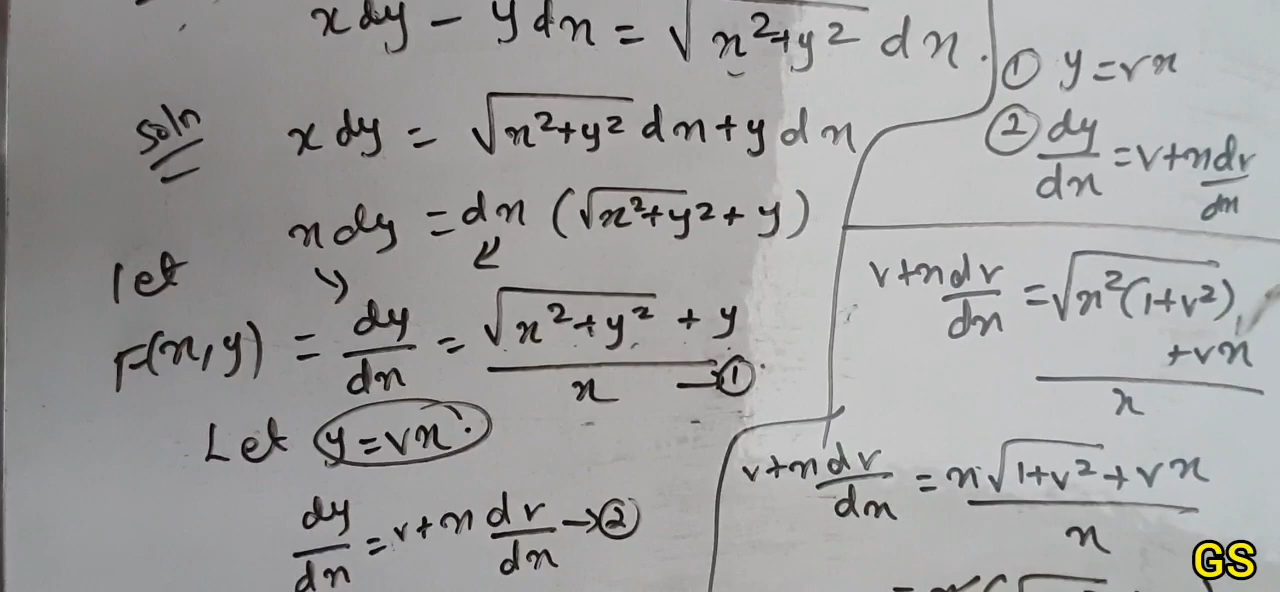 x dy - y dx = √x²+y² dx.
Soln x dy = √x²+y² dx + y dx
x dy = dx (√x²+y² + y)
let
F(x,y) = dy/dx = √x²+y² + y / x → ①
Let y = vx.
dy/dx = v + x dv/dx → ②
① y = vx
② dy/dx = v + x dv/dx
v + x dv/dx = √x²(1+v²) + vx / x
v + x dv/dx = x√1+v² + vx / x
GS